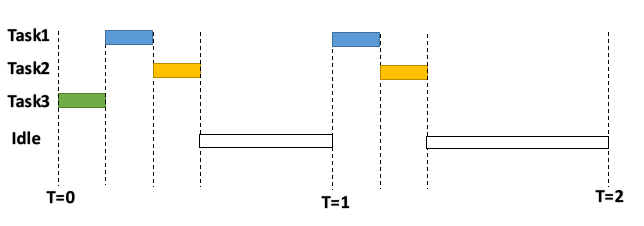 Task1
Task2
Task3
Idle
T=0
T=1
T=2